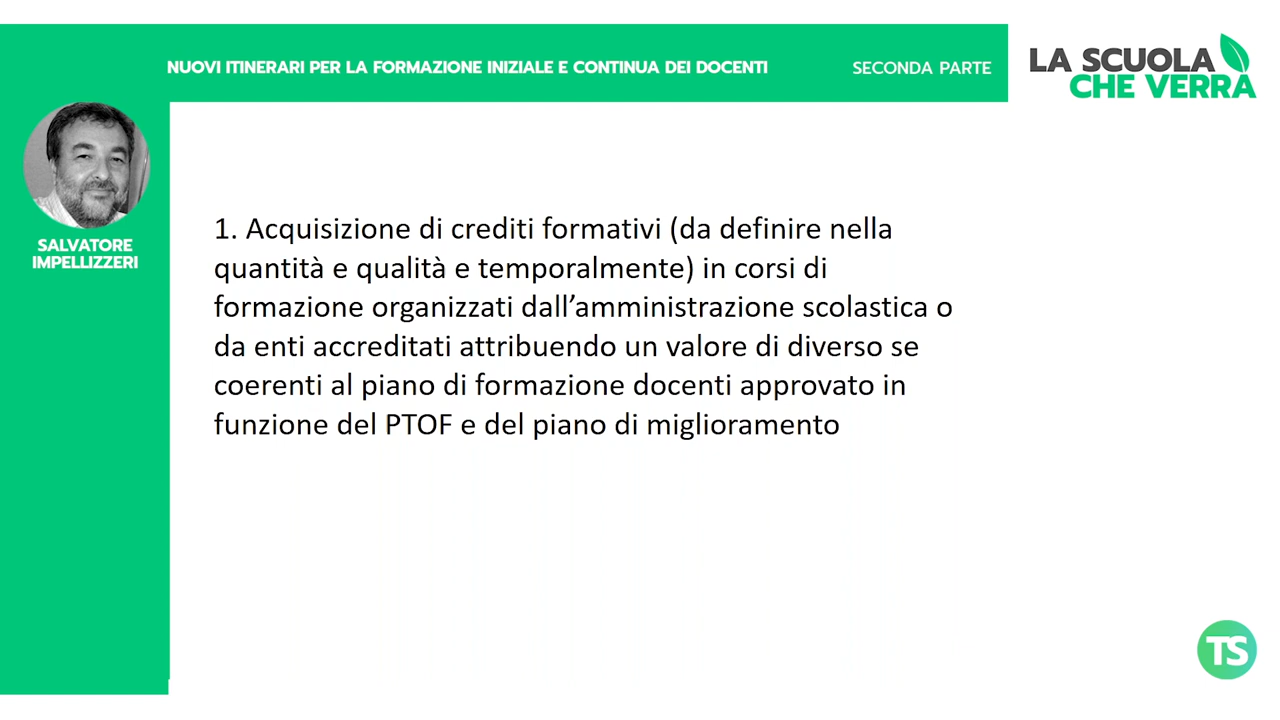 NUOVI ITINERARI PER LA FORMAZIONE INIZIALE E CONTINUA DEI DOCENTI
SECONDA PARTE
LA SCUOLA
CHE VERRÀ
SALVATORE
IMPELLIZZERI
1. Acquisizione di crediti formativi (da definire nella
quantità e qualità e temporalmente) in corsi di
formazione organizzati dall’amministrazione scolastica o
da enti accreditati attribuendo un valore di diverso se
coerenti al piano di formazione docenti approvato in
funzione del PTOF e del piano di miglioramento
TS